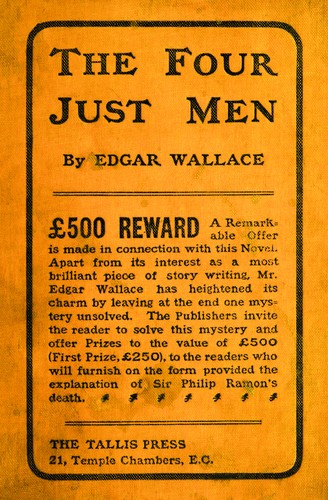 THE FOUR
JUST MEN
By EDGAR WALLACE
£500 REWARD A Remark=
able Offer
is made in connection with this Novel.
Apart from its interest as a most
brilliant piece of story writing, Mr.
Edgar Wallace has heightened its
charm by leaving at the end one mys=
tery unsolved. The Publishers invite
the reader to solve this mystery and
offer Prizes to the value of £500
(First Prize, £250), to the readers who
will furnish on the form provided the
explanation of Sir Philip Ramon's
death.
THE TALLIS PRESS
21, Temple Chambers, E.C.